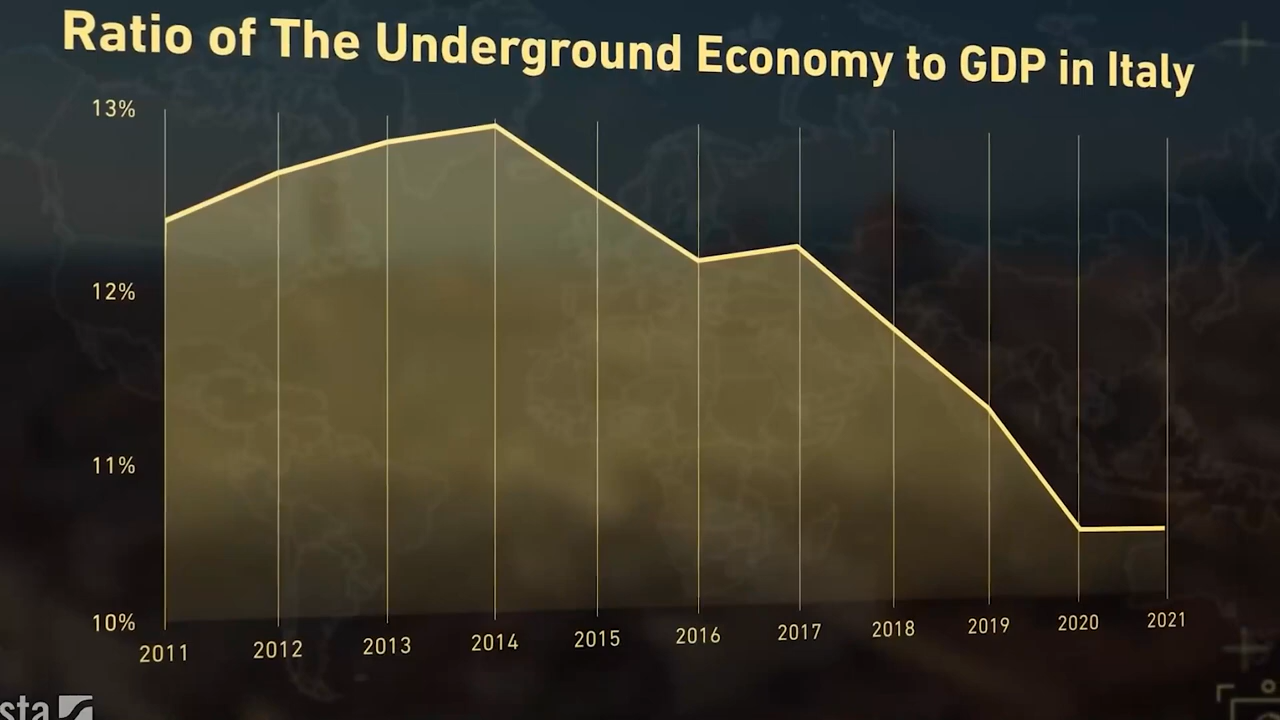 Ratio of The Underground Economy to GDP in Italy
13%
12%
11%
10%
2011 2012 2013 2014 2015 2016 2017 2018 2019 2020 2021
sta